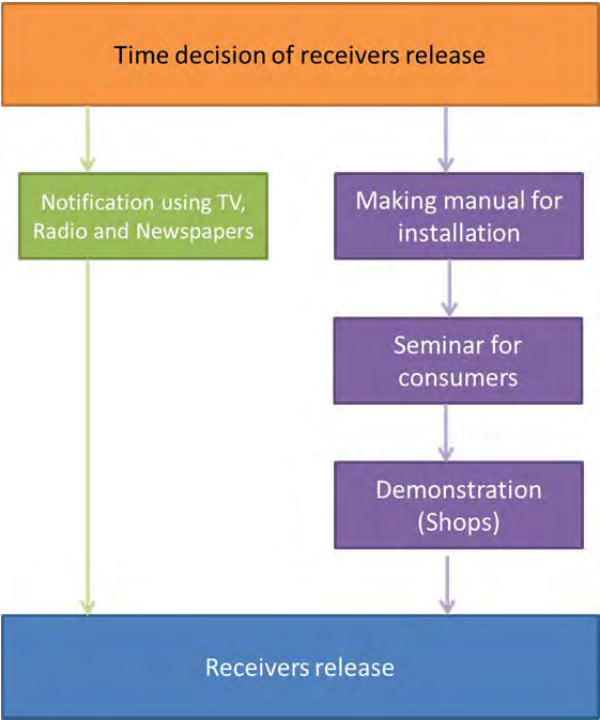 Time decision of receivers release
Notification using TV,
Radio and Newspapers
Making manual for
installation
Seminar for
consumers
Demonstration
(Shops)
Receivers release